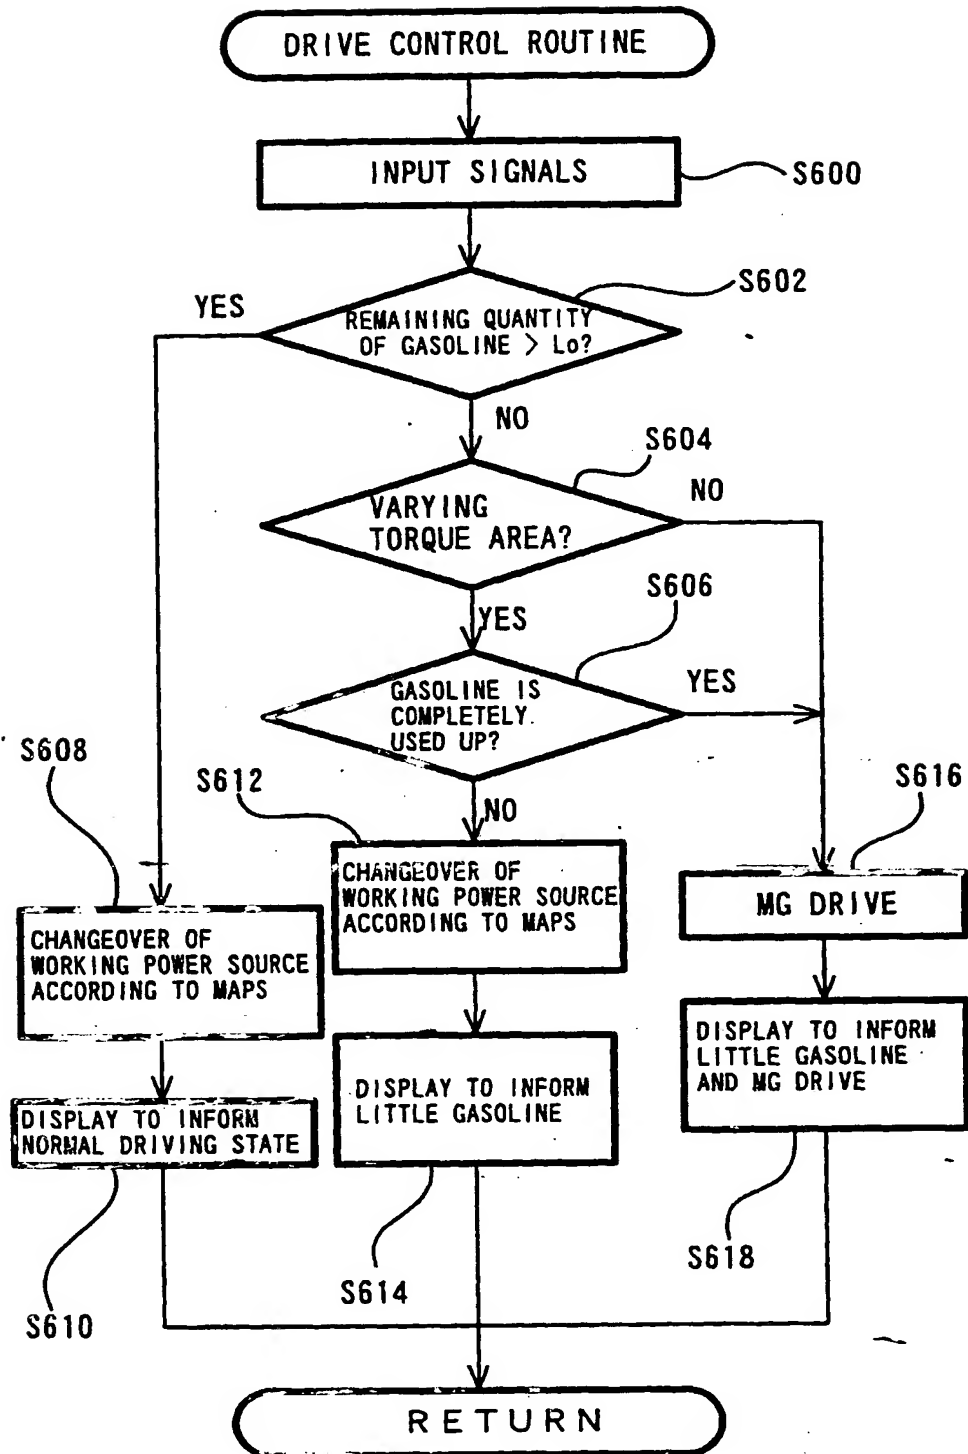 DRIVE CONTROL ROUTINE
INPUT SIGNALS
S600
S602
YES
REMAINING QUANTITY
OF GASOLINE > Lo?
NO
S604
NO
VARYING
TORQUE AREA?
S606
YES
YES
GASOLINE IS
COMPLETELY
USED UP?
S608
S612
S616
NO
CHANGEOVER OF
WORKING POWER SOURCE
ACCORDING TO MAPS
MG DRIVE
CHANGEOVER OF
WORKING POWER SOURCE
ACCORDING TO MAPS
DISPLAY TO INFORM
LITTLE GASOLINE
AND MG DRIVE
DISPLAY TO INFORM
LITTLE GASOLINE
DISPLAY TO INFORM
NORMAL DRIVING STATE
S618
S614
S610
RETURN